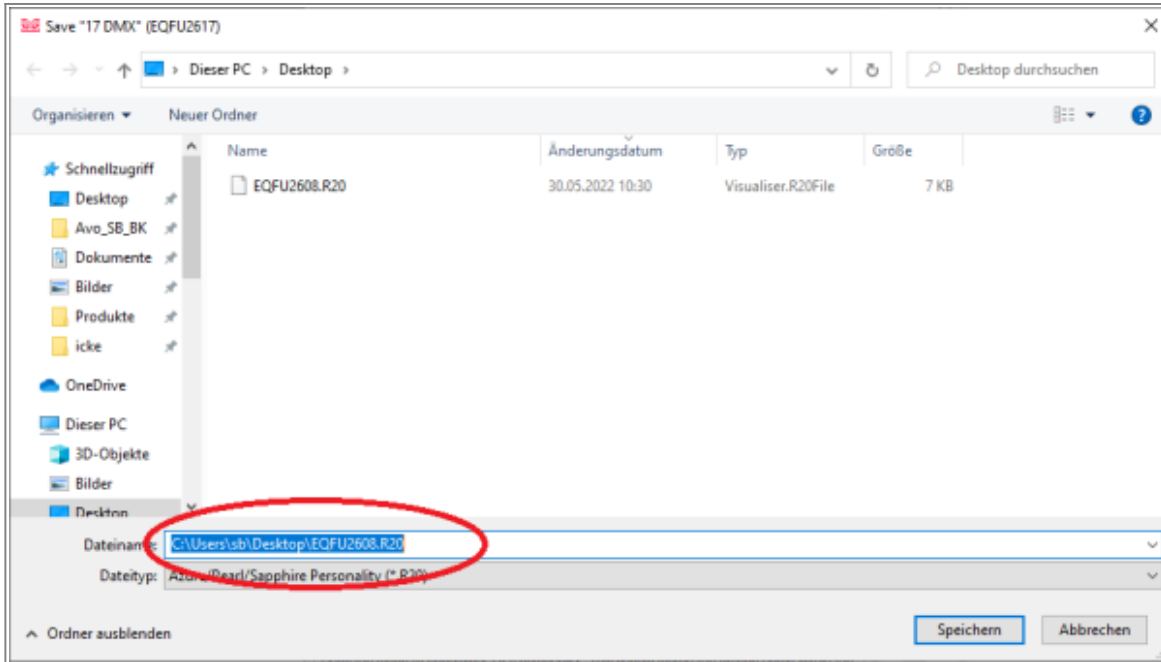 Save "17 DMX" (EQFU2617)
Dieser PC > Desktop >
Desktop durchsuchen
Organisieren
Neuer Ordner
Name Änderungsdatum Typ Größe
EQFU2608.R20 30.05.2022 10:30 Visualiser.R20File 7 KB
Schnellzugriff
Desktop
Avo_SB_BK
Dokumente
Bilder
Produkte
icke
OneDrive
Dieser PC
3D-Objekte
Bilder
Desktop
Dateiname: C:\Users\sb\Desktop\EQFU2608.R20
Dateityp: Azure/Pearl/Sapphire Personality (*.R20)
Ordner ausblenden
Speichern Abbrechen